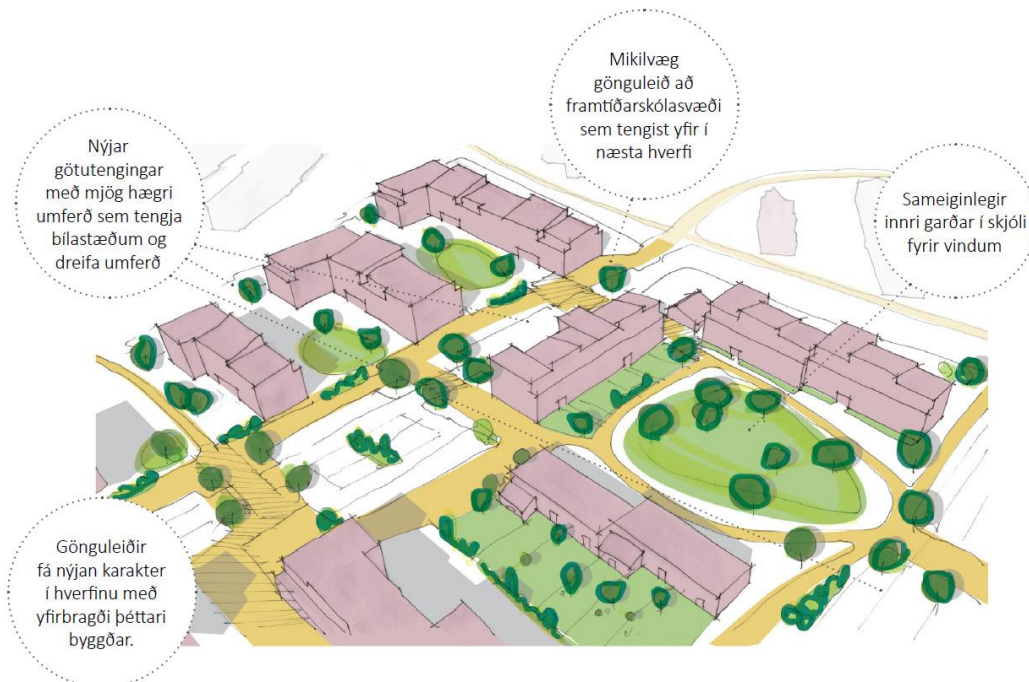 Mikilvæg
gönguleið að
framtíðarskólasvæði
sem tengist yfir í
næsta hverfi
Nýjar
götutengingar
með mjög hægri
umferð sem tengja
bílastæðum og
dreifa umferð
Sameiginlegir
innri garðar í skjóli
fyrir vindum
Gönguleiðir
fá nýjan karakter
í hverfinu með
yfirbragði þéttari
byggðar.